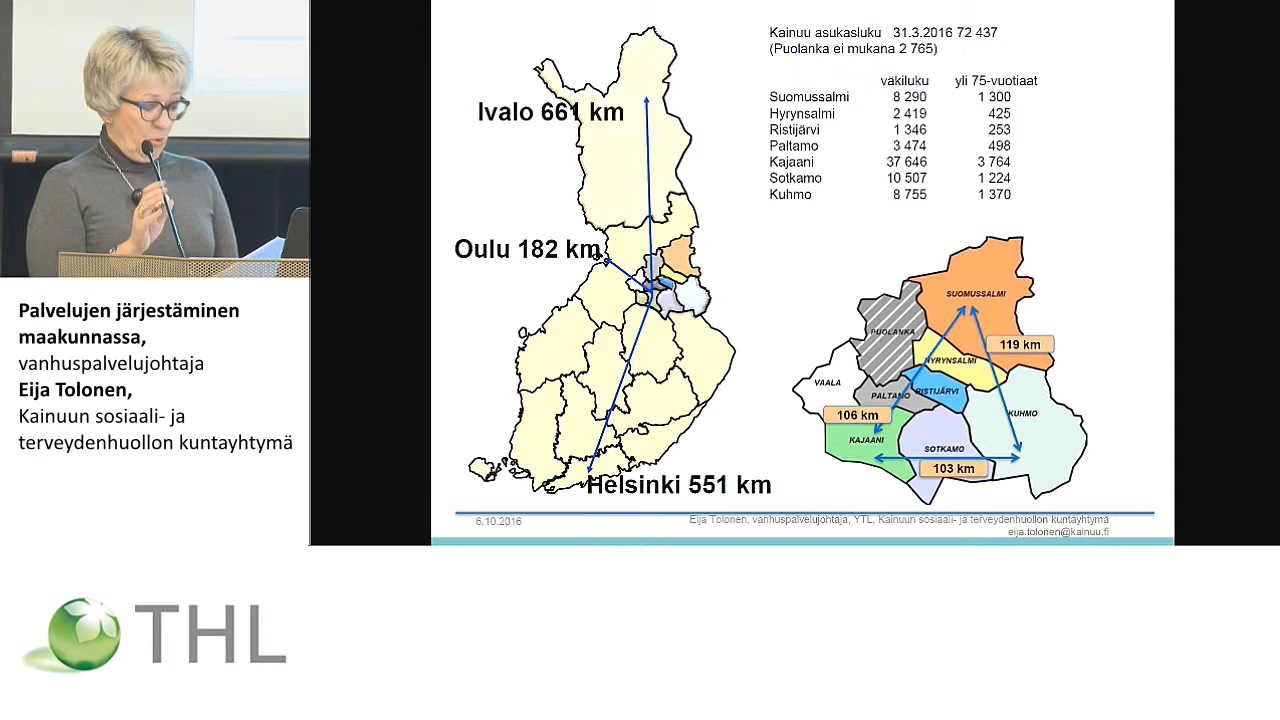 Kainuu asukasluku 31.3.2016 72 437
(Puolanka ei mukana 2 765)
väkiluku yli 75-vuotiaat
Suomussalmi 8 290 1 300
Hyrynsalmi 2 419 425
Ristijärvi 1 346 253
Paltamo 3 474 498
Kajaani 37 646 3 764
Sotkamo 10 507 1 224
Kuhmo 8 755 1 370
Ivalo 661 km
Oulu 182 km
Helsinki 551 km
SUOMUSSALMI
PUOLANKA
119 km
HYRYNSALMI
VAALA
RISTIJÄRVI
PALTAMO
106 km
KUHMO
KAJAANI
SOTKAMO
103 km
6.10.2016
Eija Tolonen, vanhuspalvelujohtaja, YTL, Kainuun sosiaali- ja terveydenhuollon kuntayhtymä
eija.tolonen@kainuu.fi
Palvelujen järjestäminen
maakunnassa,
vanhuspalvelujohtaja
Eija Tolonen,
Kainuun sosiaali- ja
terveydenhuollon kuntayhtymä
THL